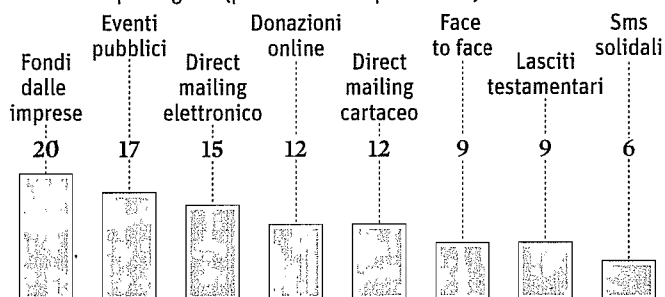 Eventi
pubblici
Donazioni
online
Face
to face
Sms
solidali
Fondi
dalle
imprese
Direct
mailing
elettronico
Direct
mailing
cartaceo
Lasciti
testamentari
20 17 15 12 12 9 9 6